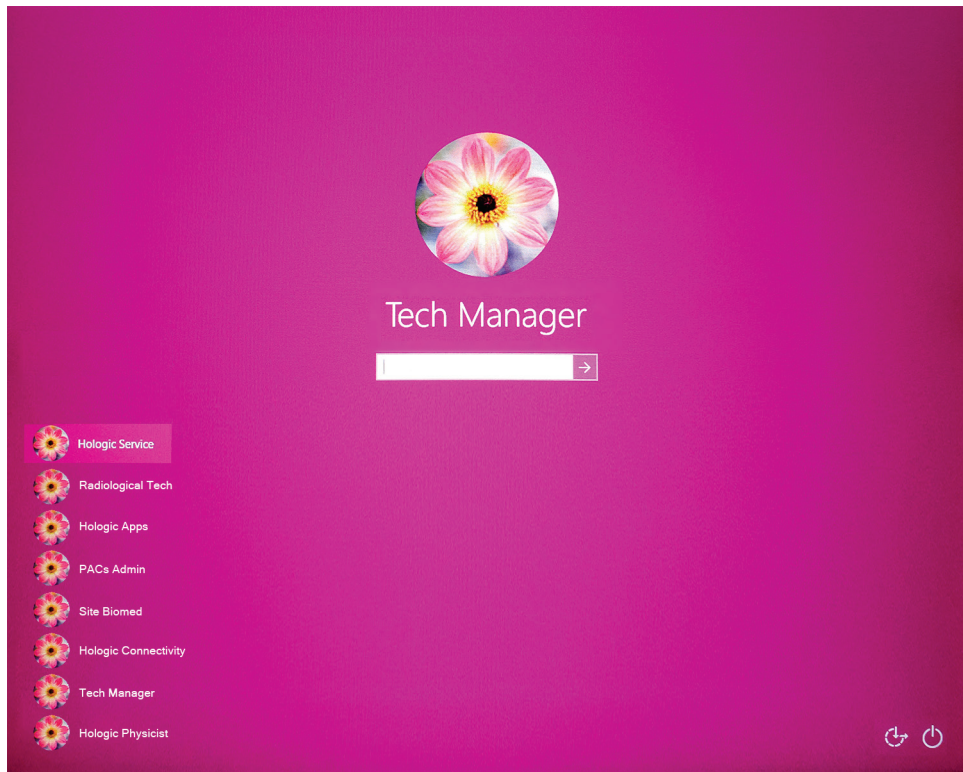 Tech Manager
Hologic Service
Radiological Tech
Hologic Apps
PACs Admin
Site Biomed
Hologic Connectivity
Tech Manager
Hologic Physicist